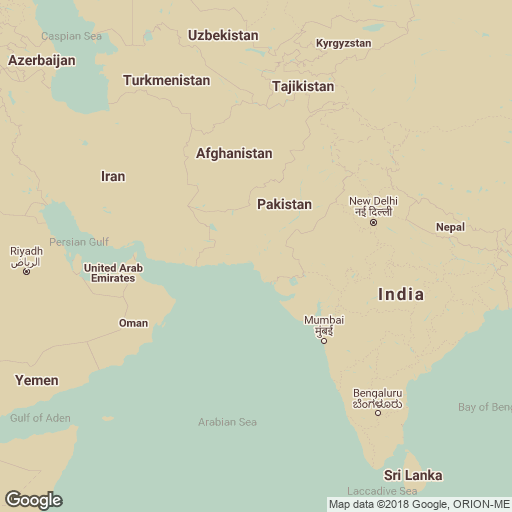 Uzbekistan
Caspian Sea
Kyrgyzstan
Azerbaijan
Turkmenistan
Tajikistan
Afghanistan
Iran
Pakistan
New Delhi
नई दिल्ली
Nepal
Persian Gulf
Riyadh
الرياض
United Arab
Emirates
India
Oman
Mumbai
मुंबई
Yemen
Bengaluru
ಬೆಂಗಳೂರು
Gulf of Aden
Arabian Sea
Bay of Beng
Sri Lanka
Laccadive Sea
Google
Map data ©2018 Google, ORION-ME